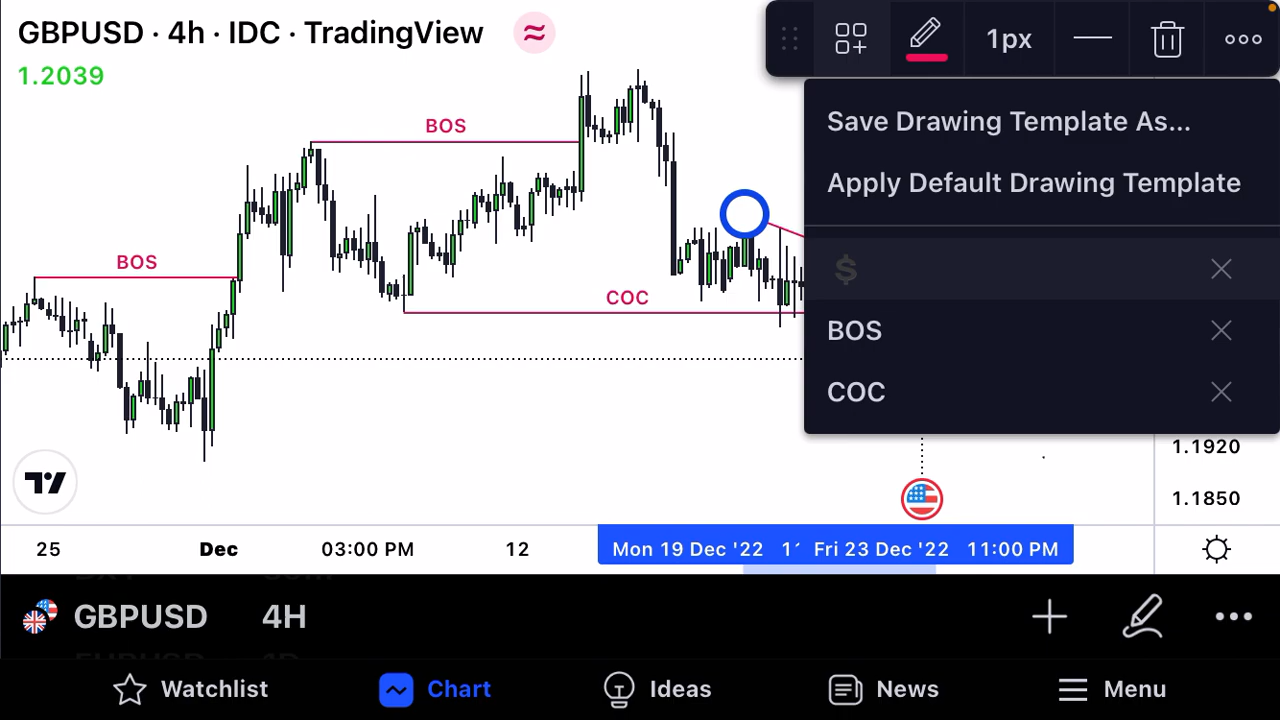 GBPUSD · 4h · IDC · TradingView
1.2039
1px
Save Drawing Template As...
Apply Default Drawing Template
$
BOS
COC
BOS
BOS
COC
1.1920
1.1850
25
Dec
03:00 PM
12
Mon 19 Dec '22
Fri 23 Dec '22 11:00 PM
GBPUSD
4H
Watchlist
Chart
Ideas
News
Menu